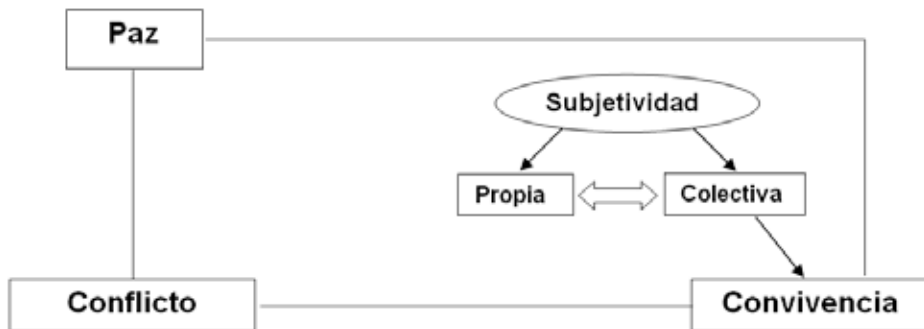 Paz
Subjetividad
Propia
Colectiva
Conflicto
Convivencia